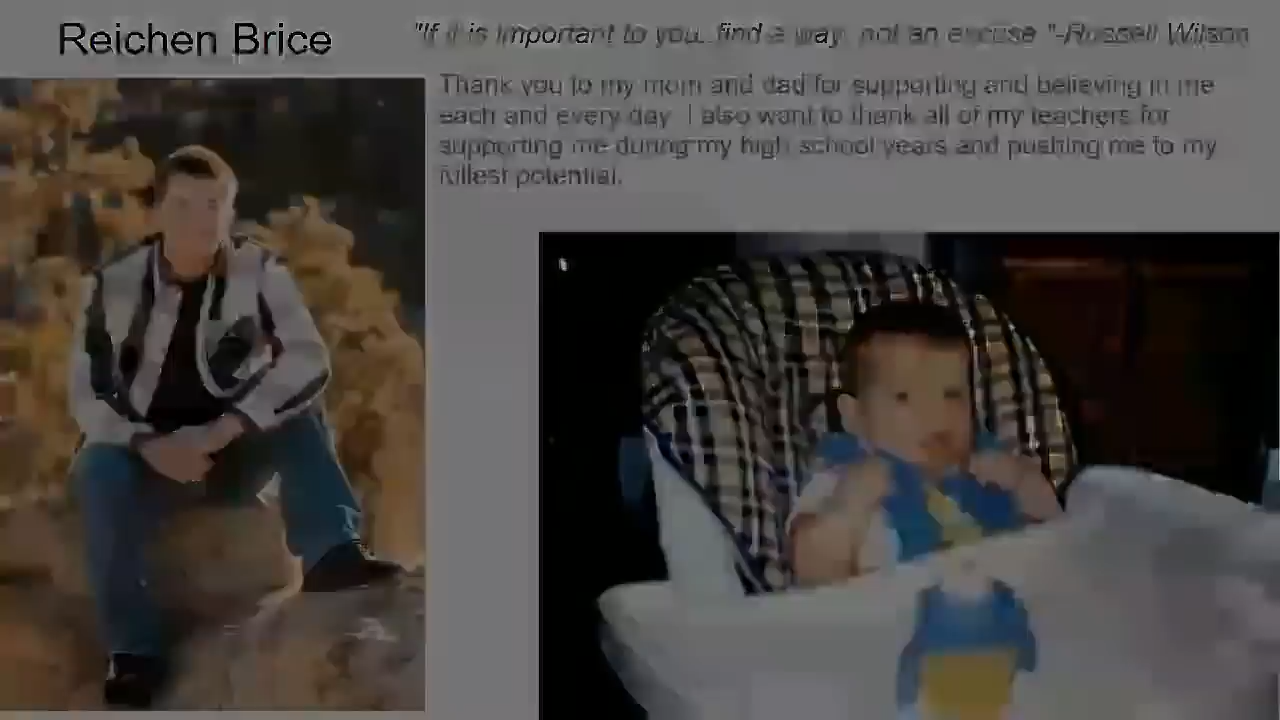 Reichen Brice
"If it is important to you, find a way, not an excuse "-Russell Wilson
Thank you to my mom and dad for supporting and believing in me
each and every day. I also want to thank all of my teachers for
supporting me during my high school years and pushing me to my
fullest potential.